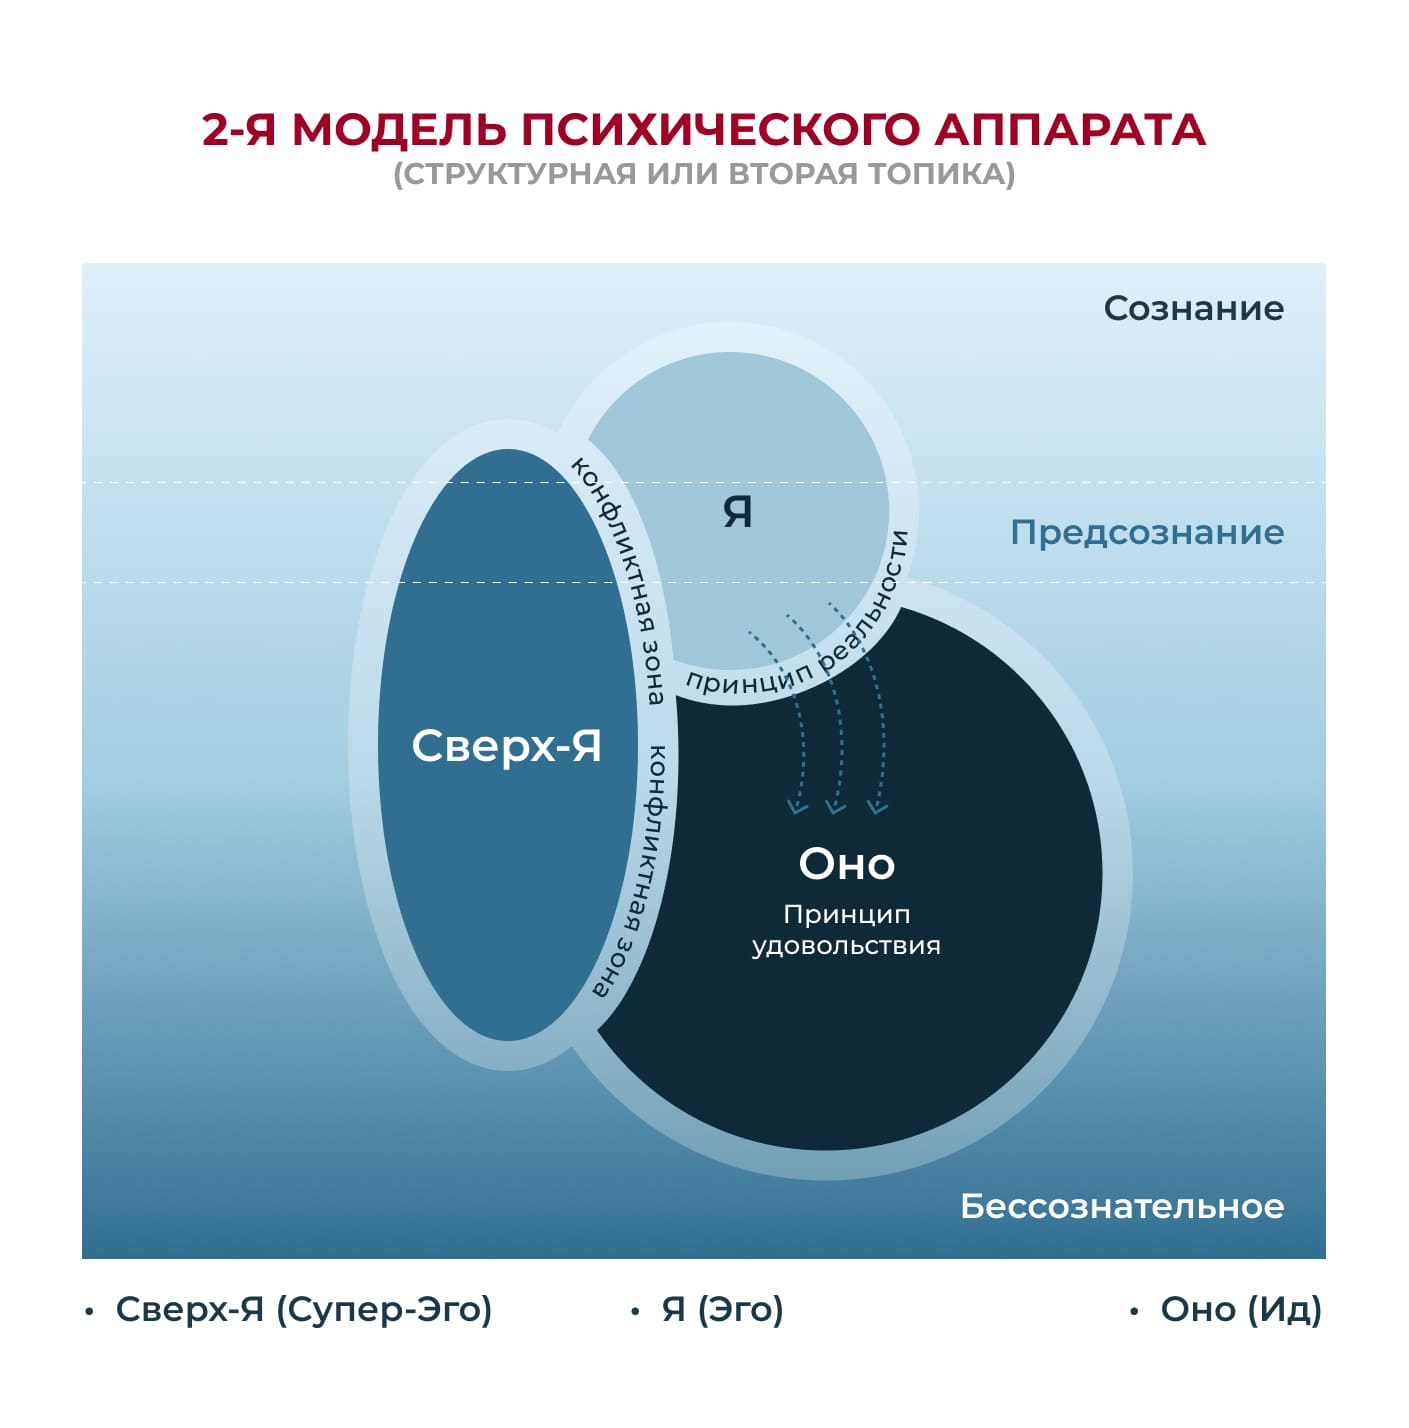 2-Я МОДЕЛЬ ПСИХИЧЕСКОГО АППАРАТА
(СТРУКТУРНАЯ ИЛИ ВТОРАЯ ТОПИКА)
Сознание
Предсознание
Я
конфликтная зона
принцип реальности
Сверх-Я
конфликтная зона
Оно
Принцип
удовольствия
Бессознательное
• Сверх-Я (Супер-Эго)
• Я (Эго)
• Оно (Ид)